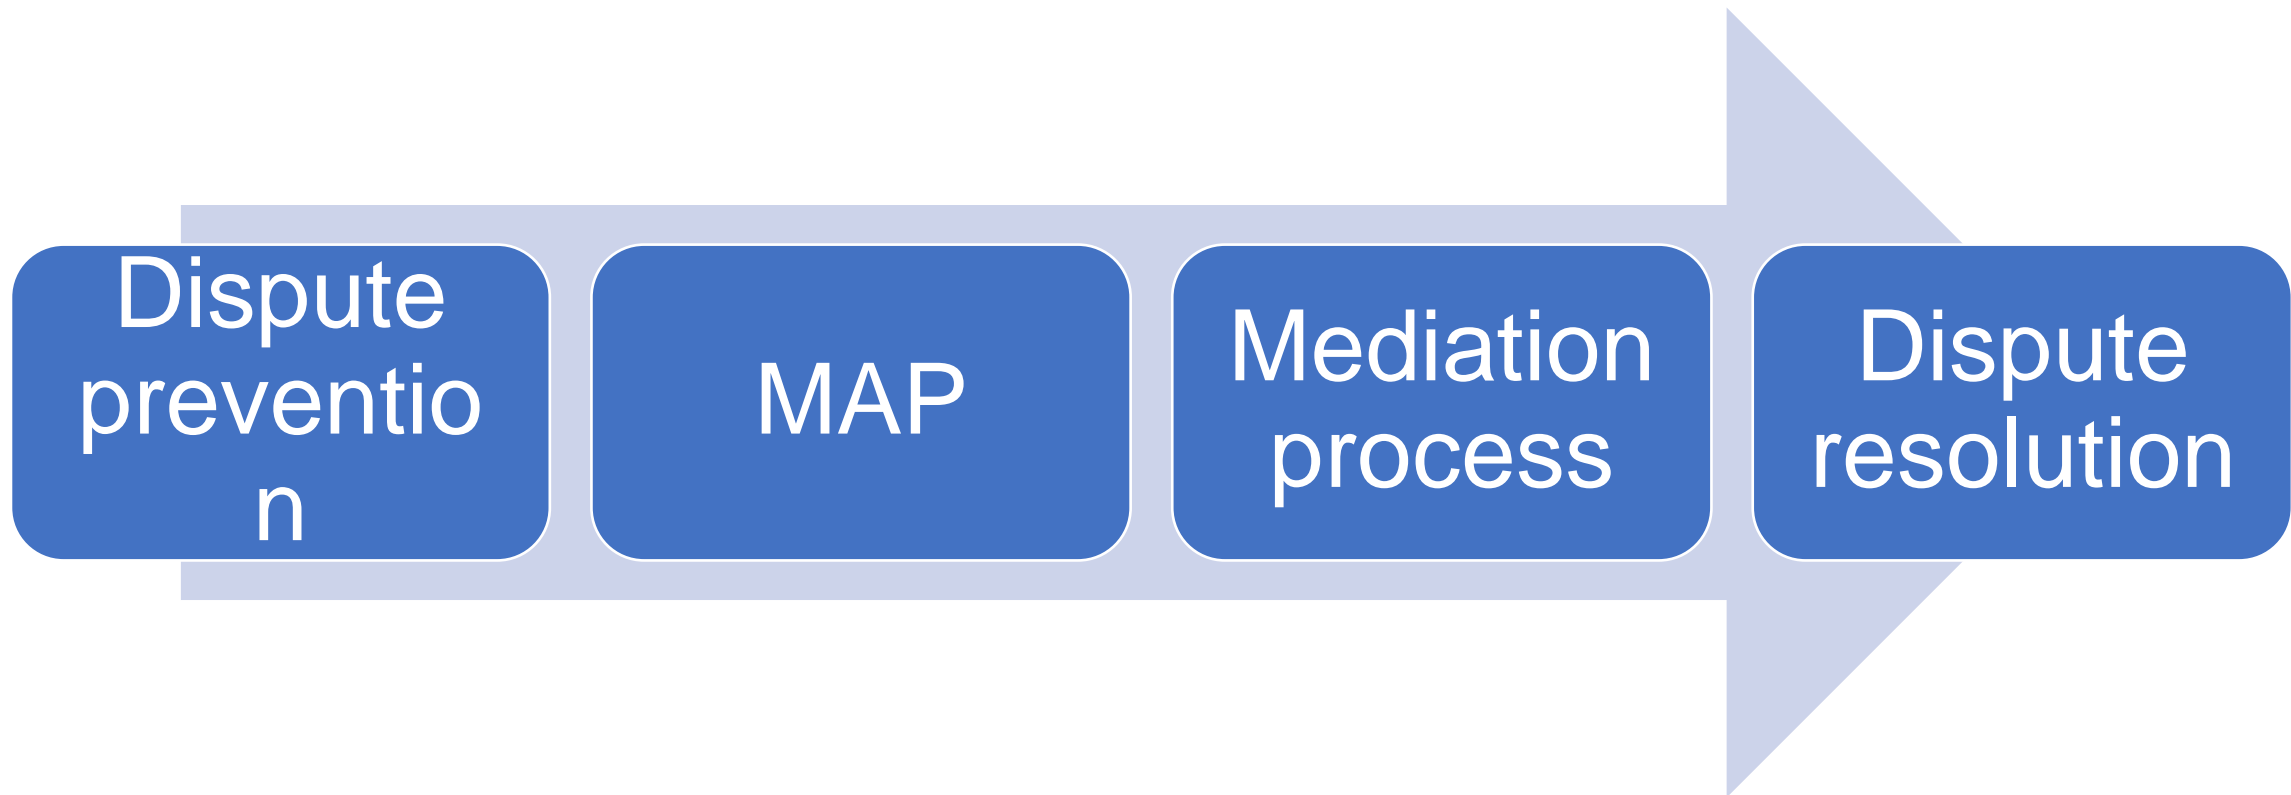 Dispute
preventio
n
MAP
Mediation
process
Dispute
resolution